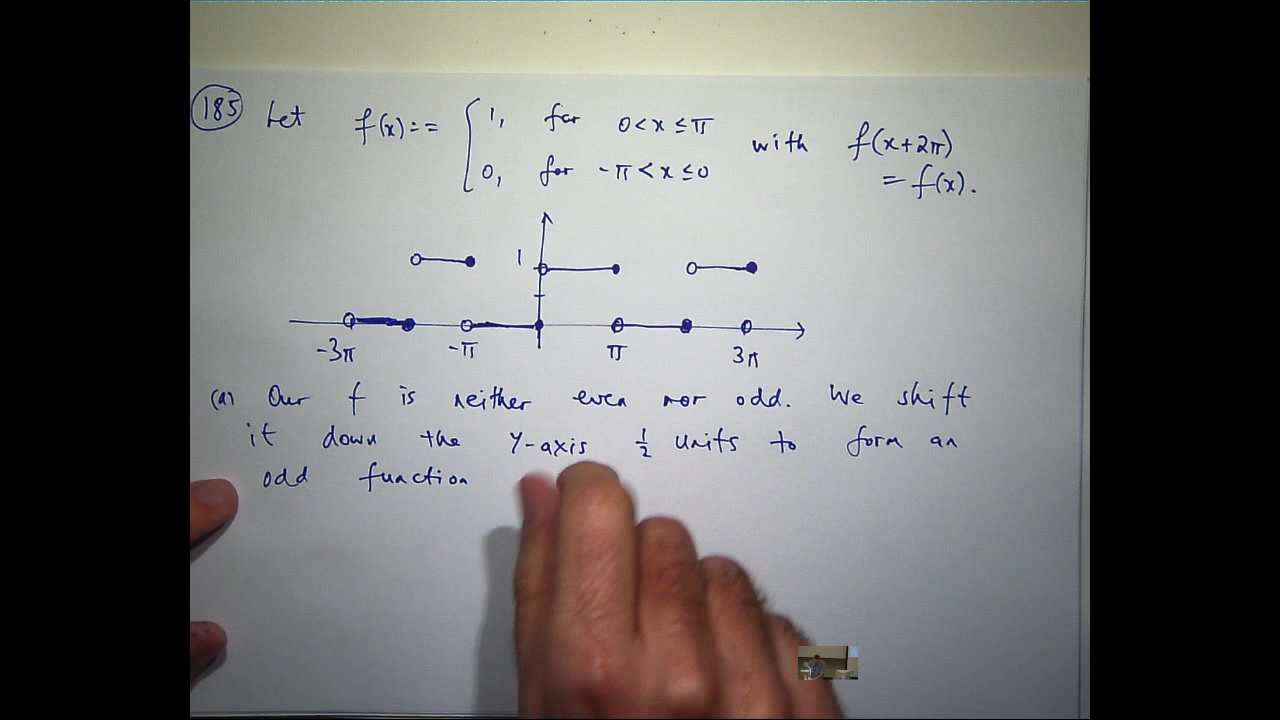 185 Let f(x):== { 1, for 0<x≤π with f(x+2π)
0, for -π<x≤0 = f(x).
1
-3π -π π 3π
(a) Our f is neither even nor odd. We shift
it down the y-axis 1/2 units to form an
odd function